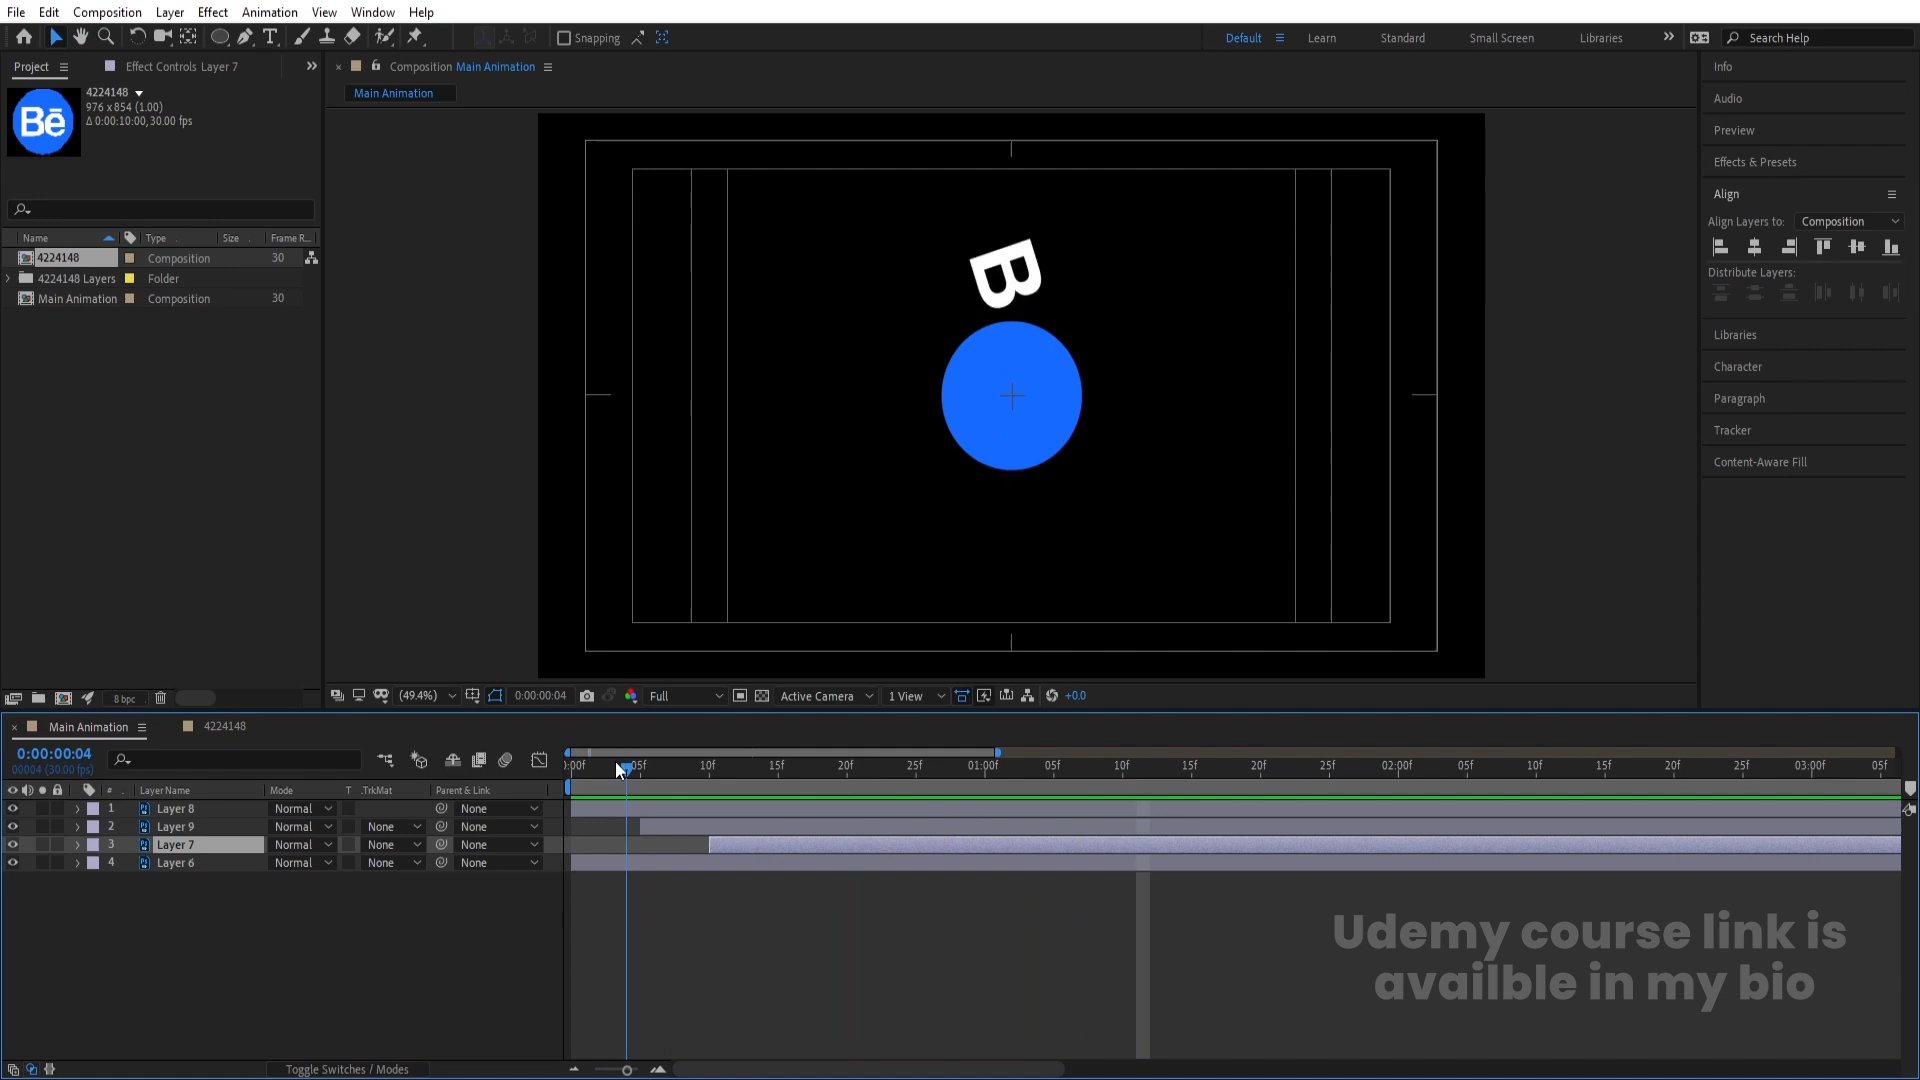 File Edit Composition Layer Effect Animation View Window Help
Snapping
Default Learn Standard Small Screen Libraries Search Help
Project Effect Controls Layer 7
Composition Main Animation
Main Animation
Bē
4224148
976 x 854 (1.00)
Δ 0:00:10:00, 30.00 fps
Name Type Size Frame R...
4224148 Composition 30
4224148 Layers Folder
Main Animation Composition 30
B
Info
Audio
Preview
Effects & Presets
Align
Align Layers to: Composition
Distribute Layers:
Libraries
Character
Paragraph
Tracker
Content-Aware Fill
8 bpc
(49.4%) 0:00:00:04 Full Active Camera 1 View +0.0
Main Animation 4224148
0:00:00:04
00004 (30.00 fps)
# Layer Name Mode T .TrkMat Parent & Link
:00f 05f 10f 15f 20f 25f 01:00f 05f 10f 15f 20f 25f 02:00f 05f 10f 15f 20f 25f 03:00f 05f
1 Layer 8 Normal None
2 Layer 9 Normal None None
3 Layer 7 Normal None None
4 Layer 6 Normal None None
Udemy course link is
availble in my bio
Toggle Switches / Modes